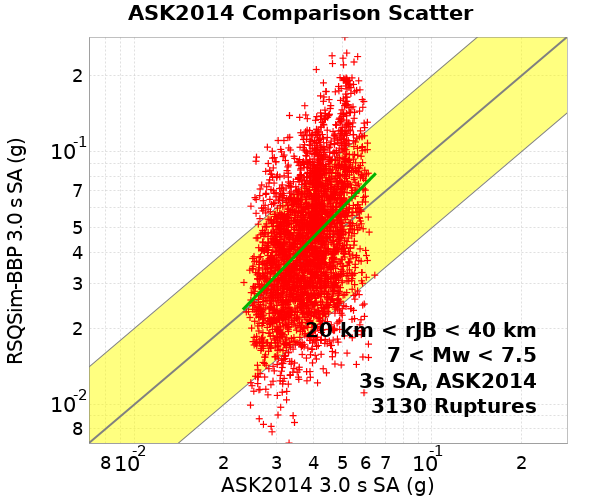 ASK2014 Comparison Scatter
RSQSim-BBP 3.0 s SA (g)
2
10-1
7
5
4
3
2
10-2
8
20 km < rJB < 40 km
7 < Mw < 7.5
3s SA, ASK2014
3130 Ruptures
8 10-2 2 3 4 5 6 7 10-1 2
ASK2014 3.0 s SA (g)